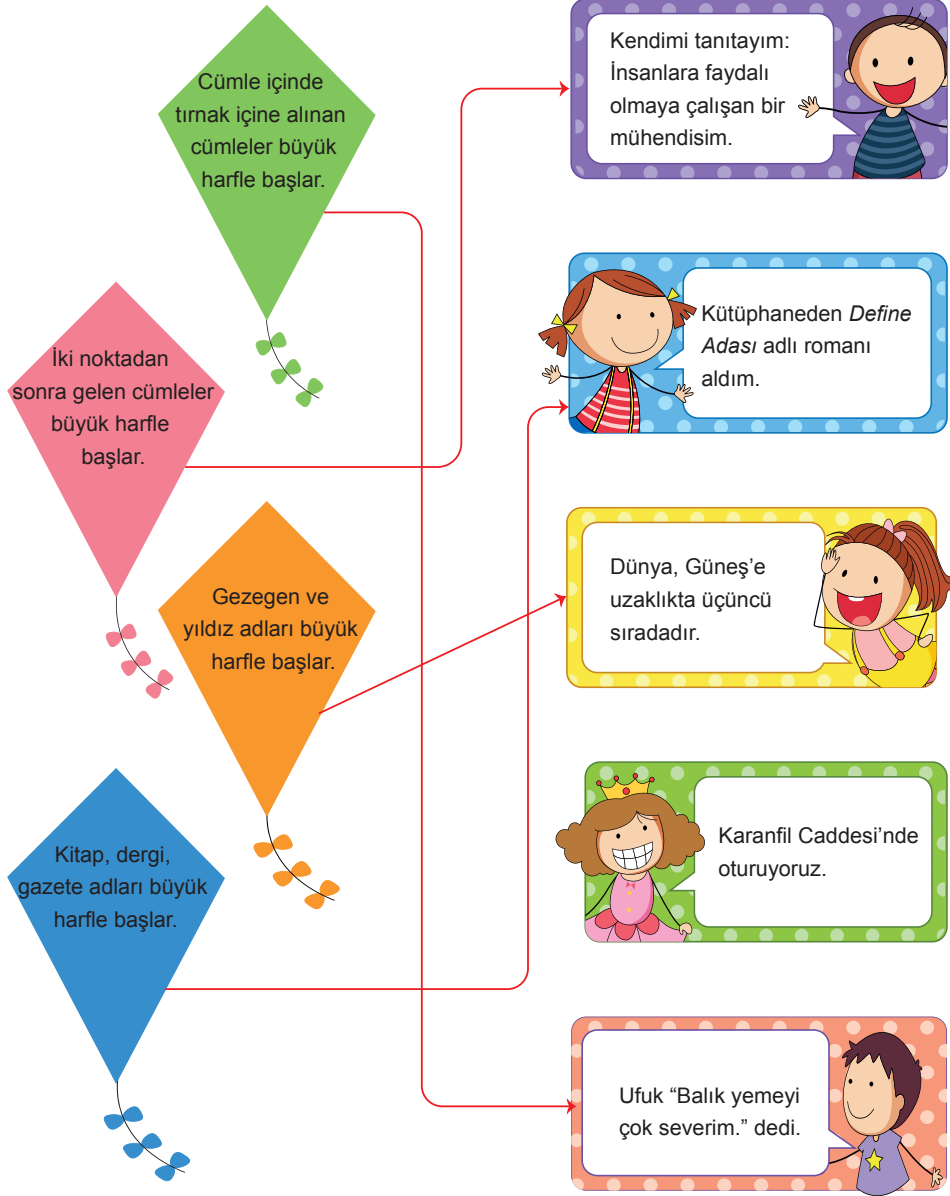 Cümle içinde
tırnak içine alınan
cümleler büyük
harfle başlar.
İki noktadan
sonra gelen cümleler
büyük harfle
başlar.
Gezegen ve
yıldız adları büyük
harfle başlar.
Kitap, dergi,
gazete adları büyük
harfle başlar.
Kendimi tanıtayım:
İnsanlara faydalı
olmaya çalışan bir
mühendisim.
Kütüphaneden Define
Adası adlı romanı
aldım.
Dünya, Güneş’e
uzaklıkta üçüncü
sıradadır.
Karanfil Caddesi’nde
oturuyoruz.
Ufuk “Balık yemeyi
çok severim.” dedi.